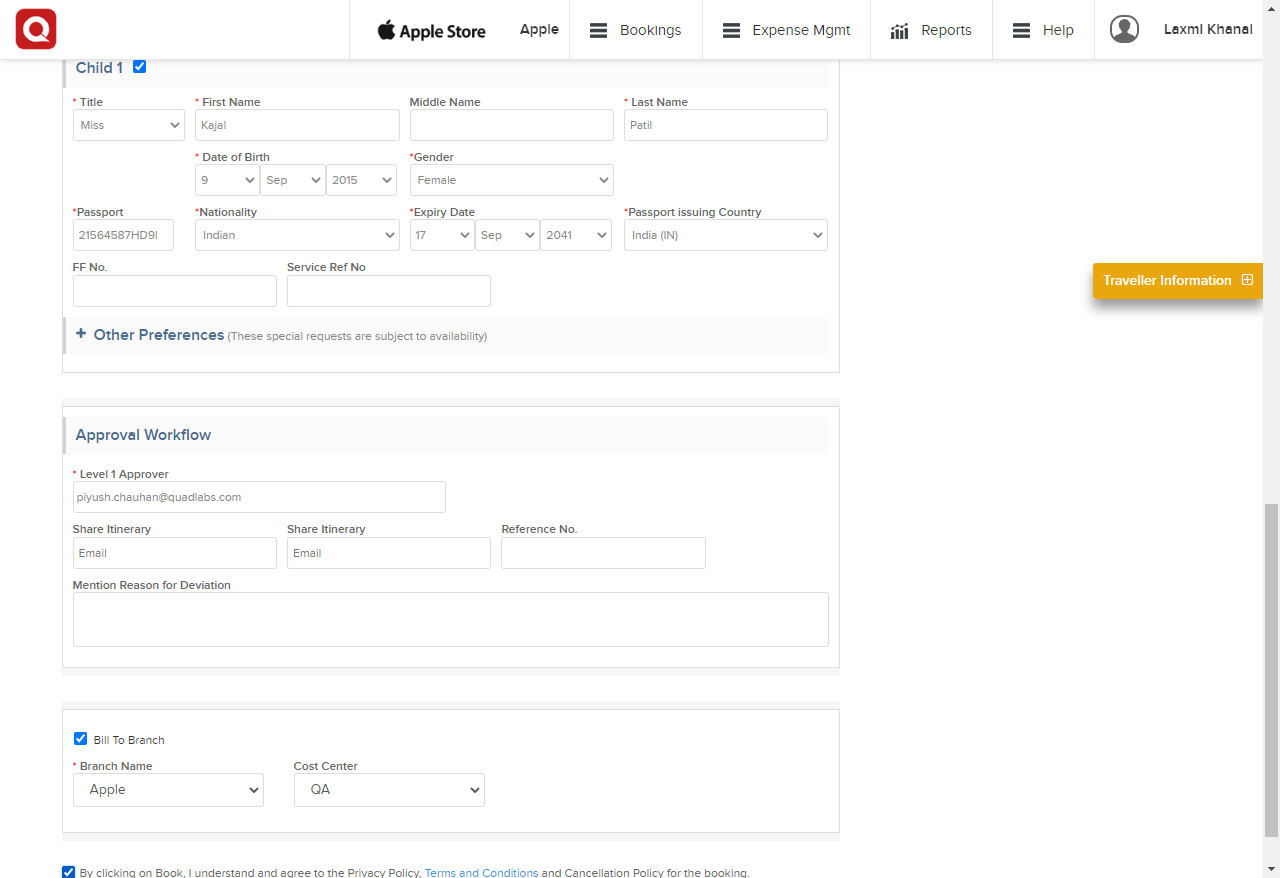 Q Apple Store Apple Bookings Expense Mgmt Reports Help Laxmi Khanal
Child 1
* Title * First Name Middle Name * Last Name
Miss Kajal Patil
* Date of Birth *Gender
9 Sep 2015 Female
*Passport *Nationality *Expiry Date *Passport issuing Country
21564587HD9 Indian 17 Sep 2041 India (IN)
FF No. Service Ref No
Traveller Information
+ Other Preferences (These special requests are subject to availability)
Approval Workflow
* Level 1 Approver
piyush.chauhan@quadlabs.com
Share Itinerary Share Itinerary Reference No.
Email Email
Mention Reason for Deviation
Bill To Branch
* Branch Name Cost Center
Apple QA
By clicking on Book, I understand and agree to the Privacy Policy, Terms and Conditions and Cancellation Policy for the booking.